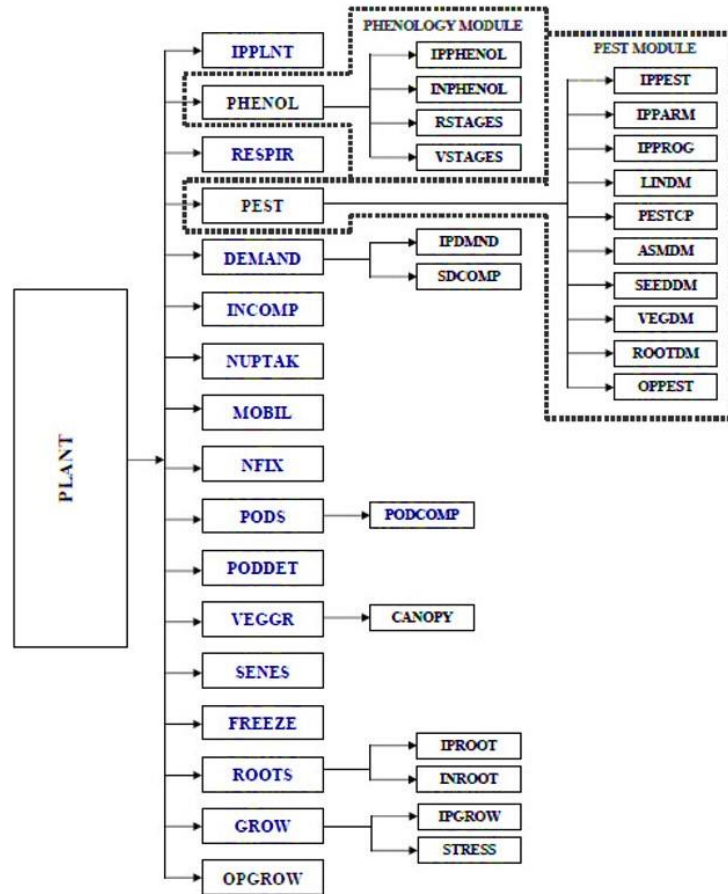 PHENOLOGY MODULE
PEST MODULE
PLANT
IPPLNT
PHENOL
IPPHENOL
INPHENOL
RSTAGES
VSTAGES
RESPIR
PEST
IPPEST
IPPARM
IPPROG
LINDM
PESTCP
ASMDM
SEEDDM
VEGDM
ROOTDM
OPPEST
DEMAND
IPDMND
SDCOMP
INCOMP
NUPTAK
MOBIL
NFIX
PODS
PODCOMP
PODDET
VEGGR
CANOPY
SENES
FREEZE
ROOTS
IPROOT
INROOT
GROW
IPGROW
STRESS
OPGROW